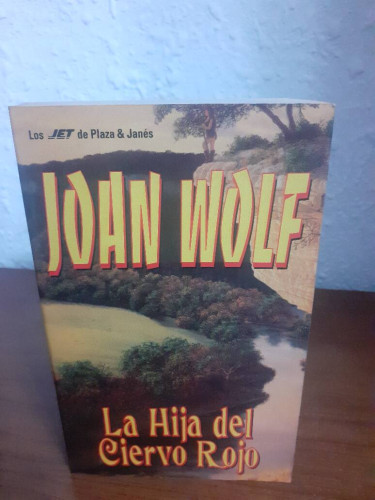 Los JET de Plaza & Janés
JOAN WOLF
La Hija del
Ciervo Rojo